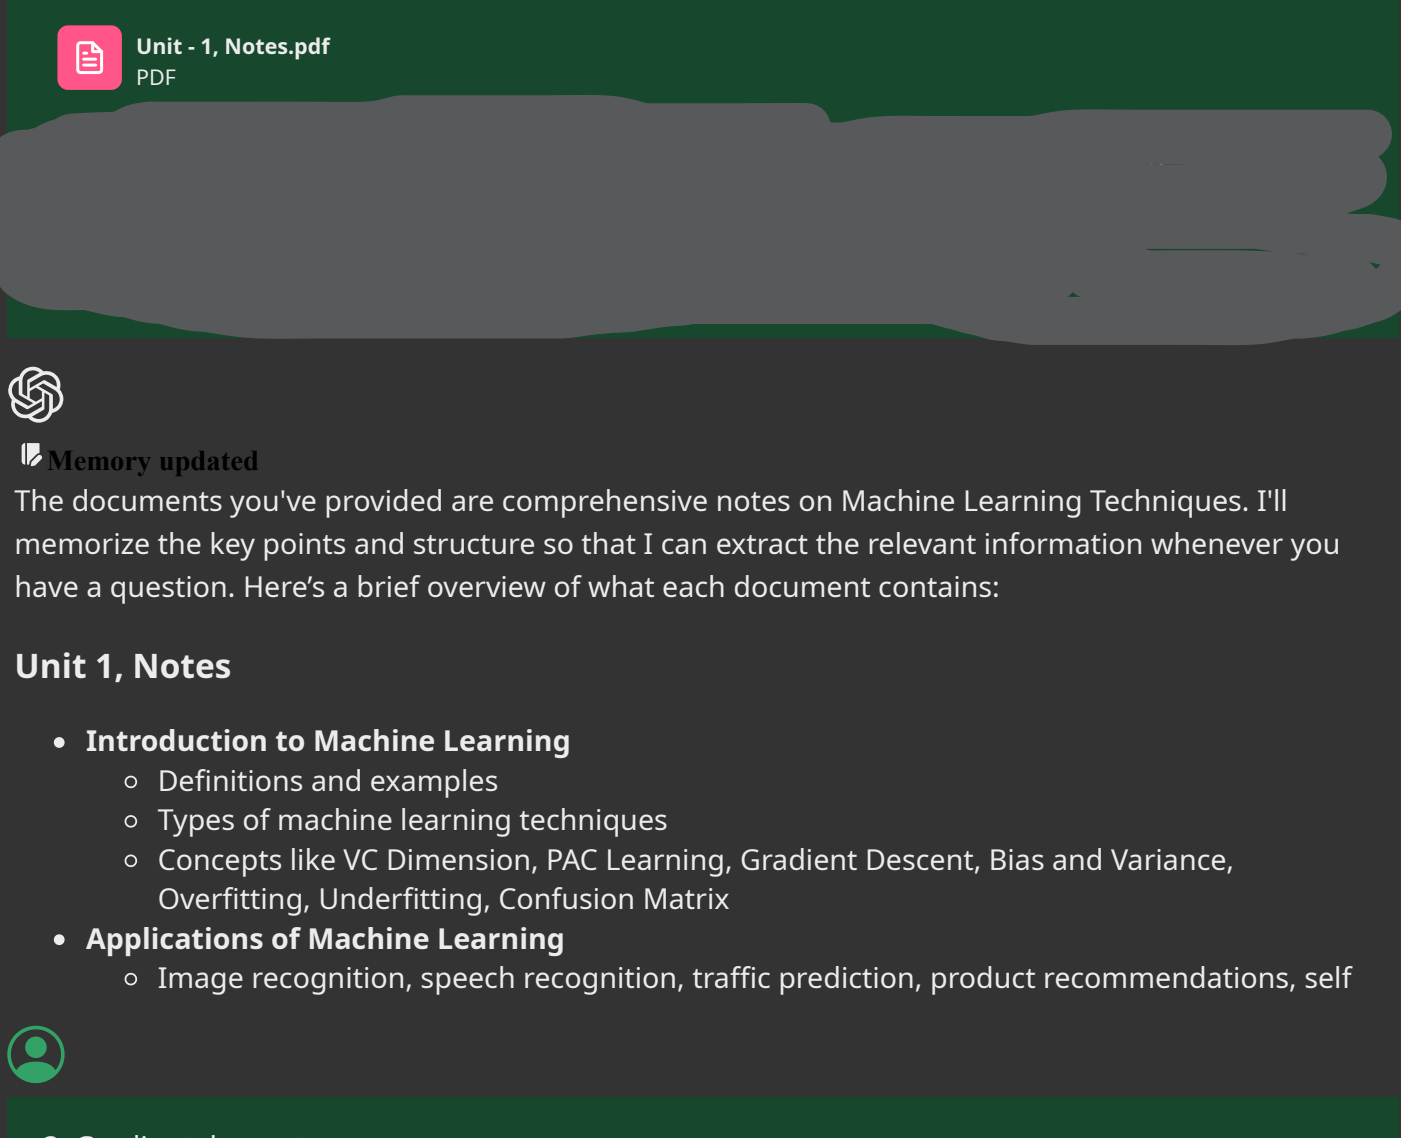 Unit - 1, Notes.pdf
PDF
Memory updated
The documents you've provided are comprehensive notes on Machine Learning Techniques. I'll
memorize the key points and structure so that I can extract the relevant information whenever you
have a question. Here’s a brief overview of what each document contains:
Unit 1, Notes
Introduction to Machine Learning
Definitions and examples
Types of machine learning techniques
Concepts like VC Dimension, PAC Learning, Gradient Descent, Bias and Variance,
Overfitting, Underfitting, Confusion Matrix
Applications of Machine Learning
Image recognition, speech recognition, traffic prediction, product recommendations, self